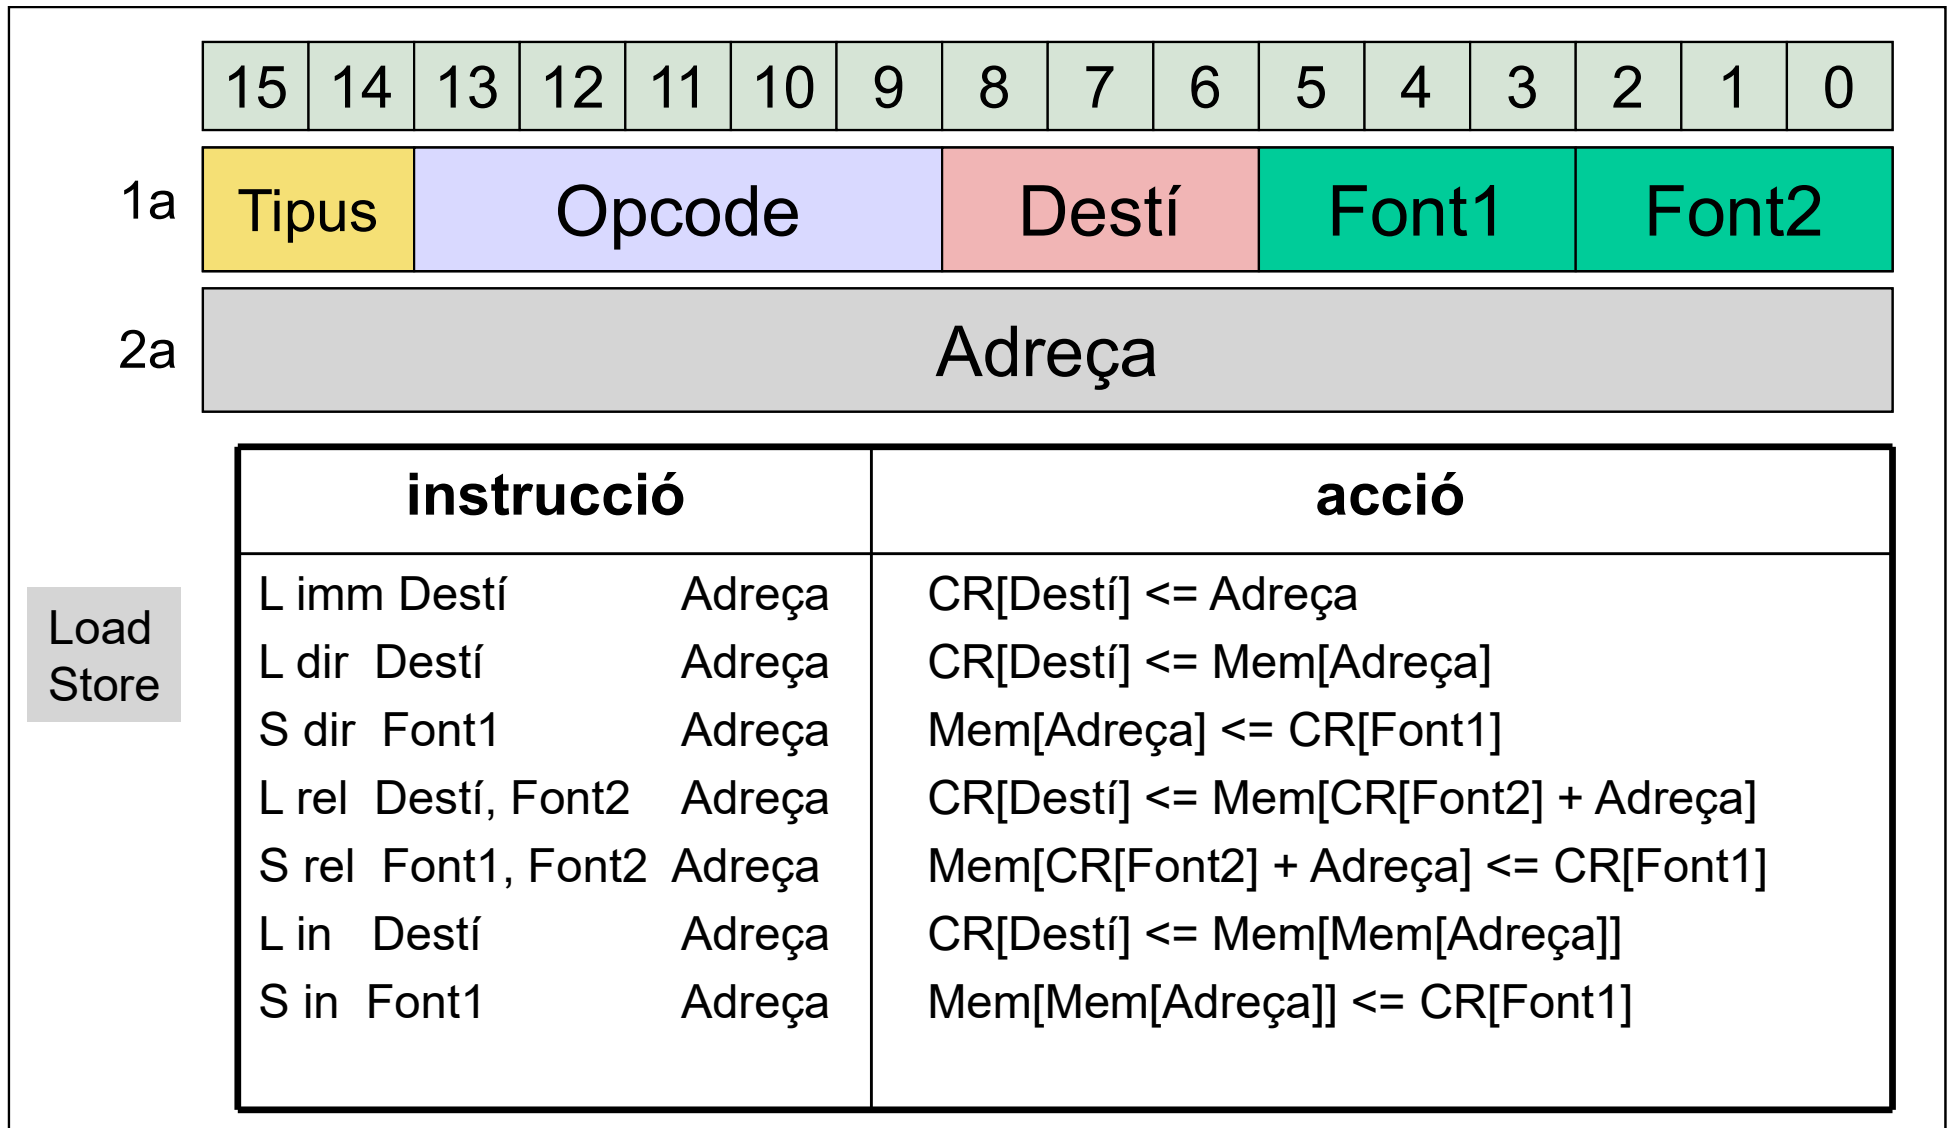 15 14 13 12 11 10 9 8 7 6 5 4 3 2 1 0
1a Tipus Opcode Destí Font1 Font2
2a Adreça
instrucció acció
L imm Destí Adreça CR[Destí] <= Adreça
L dir Destí Adreça CR[Destí] <= Mem[Adreça]
S dir Font1 Adreça Mem[Adreça] <= CR[Font1]
L rel Destí, Font2 Adreça CR[Destí] <= Mem[CR[Font2] + Adreça]
S rel Font1, Font2 Adreça Mem[CR[Font2] + Adreça] <= CR[Font1]
L in Destí Adreça CR[Destí] <= Mem[Mem[Adreça]]
S in Font1 Adreça Mem[Mem[Adreça]] <= CR[Font1]
Load
Store